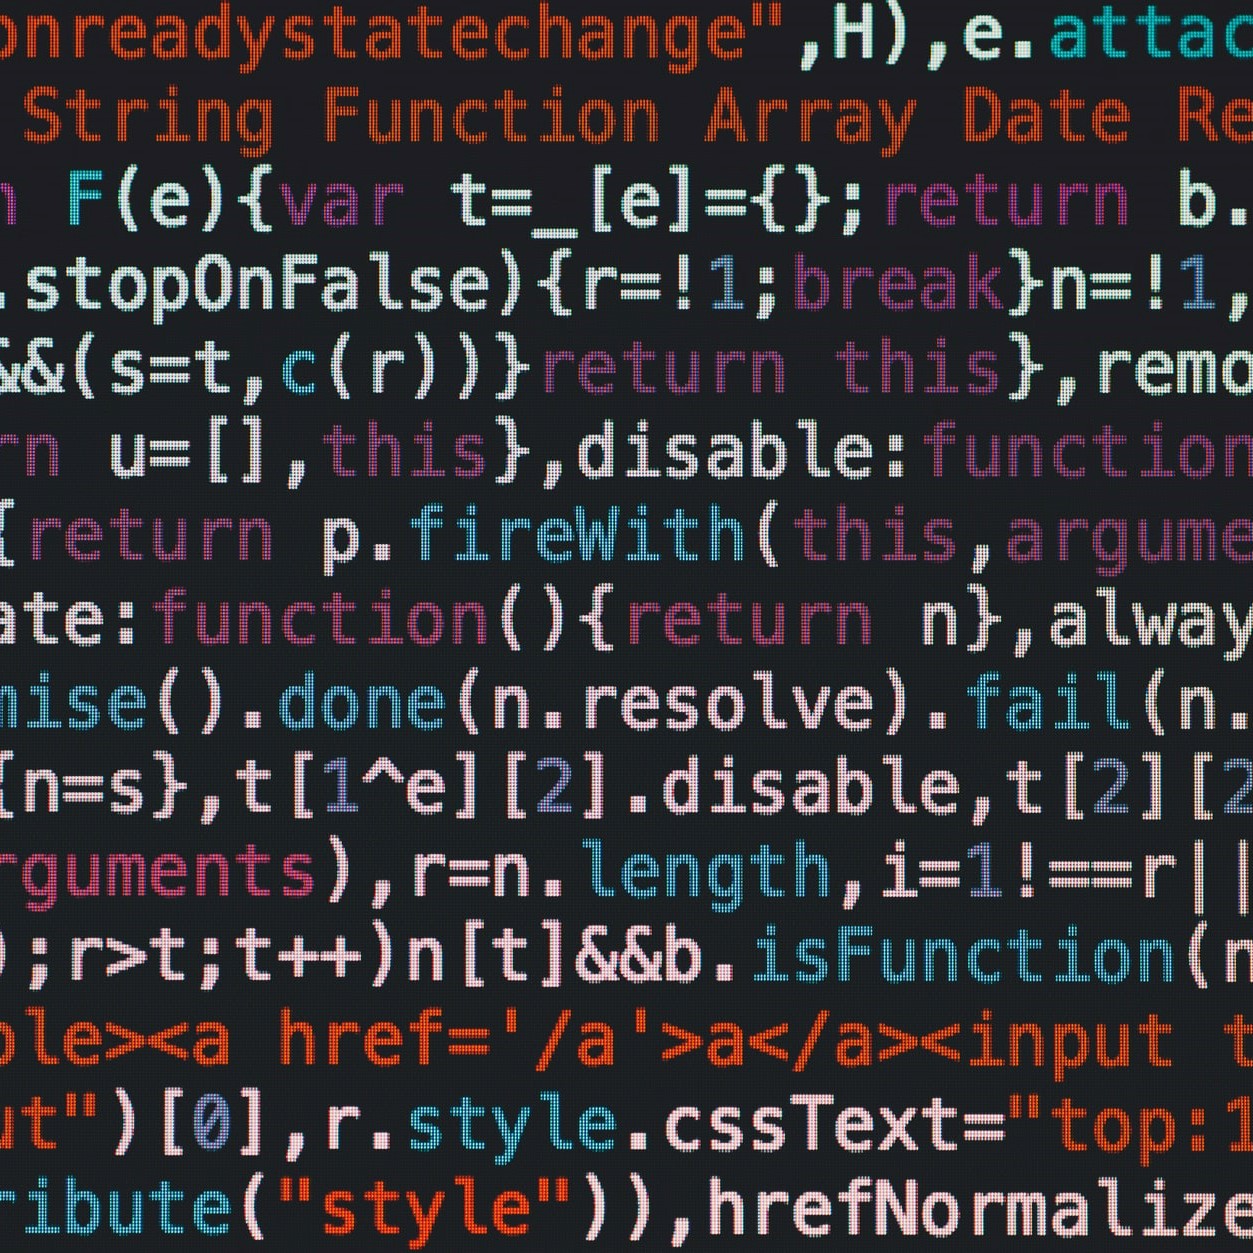 onreadystatechange",H),e.attac
String Function Array Date Re
n F(e){var t=_[e]={};return b.
.stopOnFalse){r=!1;break}n=!1,
&&(s=t,c(r))}return this},remo
rn u=[],this},disable:function
{return p.fireWith(this,argume
ate:function(){return n},alway
mise().done(n.resolve).fail(n.
{n=s},t[1^e][2].disable,t[2][2
rguments),r=n.length,i=1!==r||
);r>t;t++)n[t]&&b.isFunction(n
ble><a href='/a'>a</a><input t
ut")[0],r.style.cssText="top:1
ribute("style")),hrefNormalize